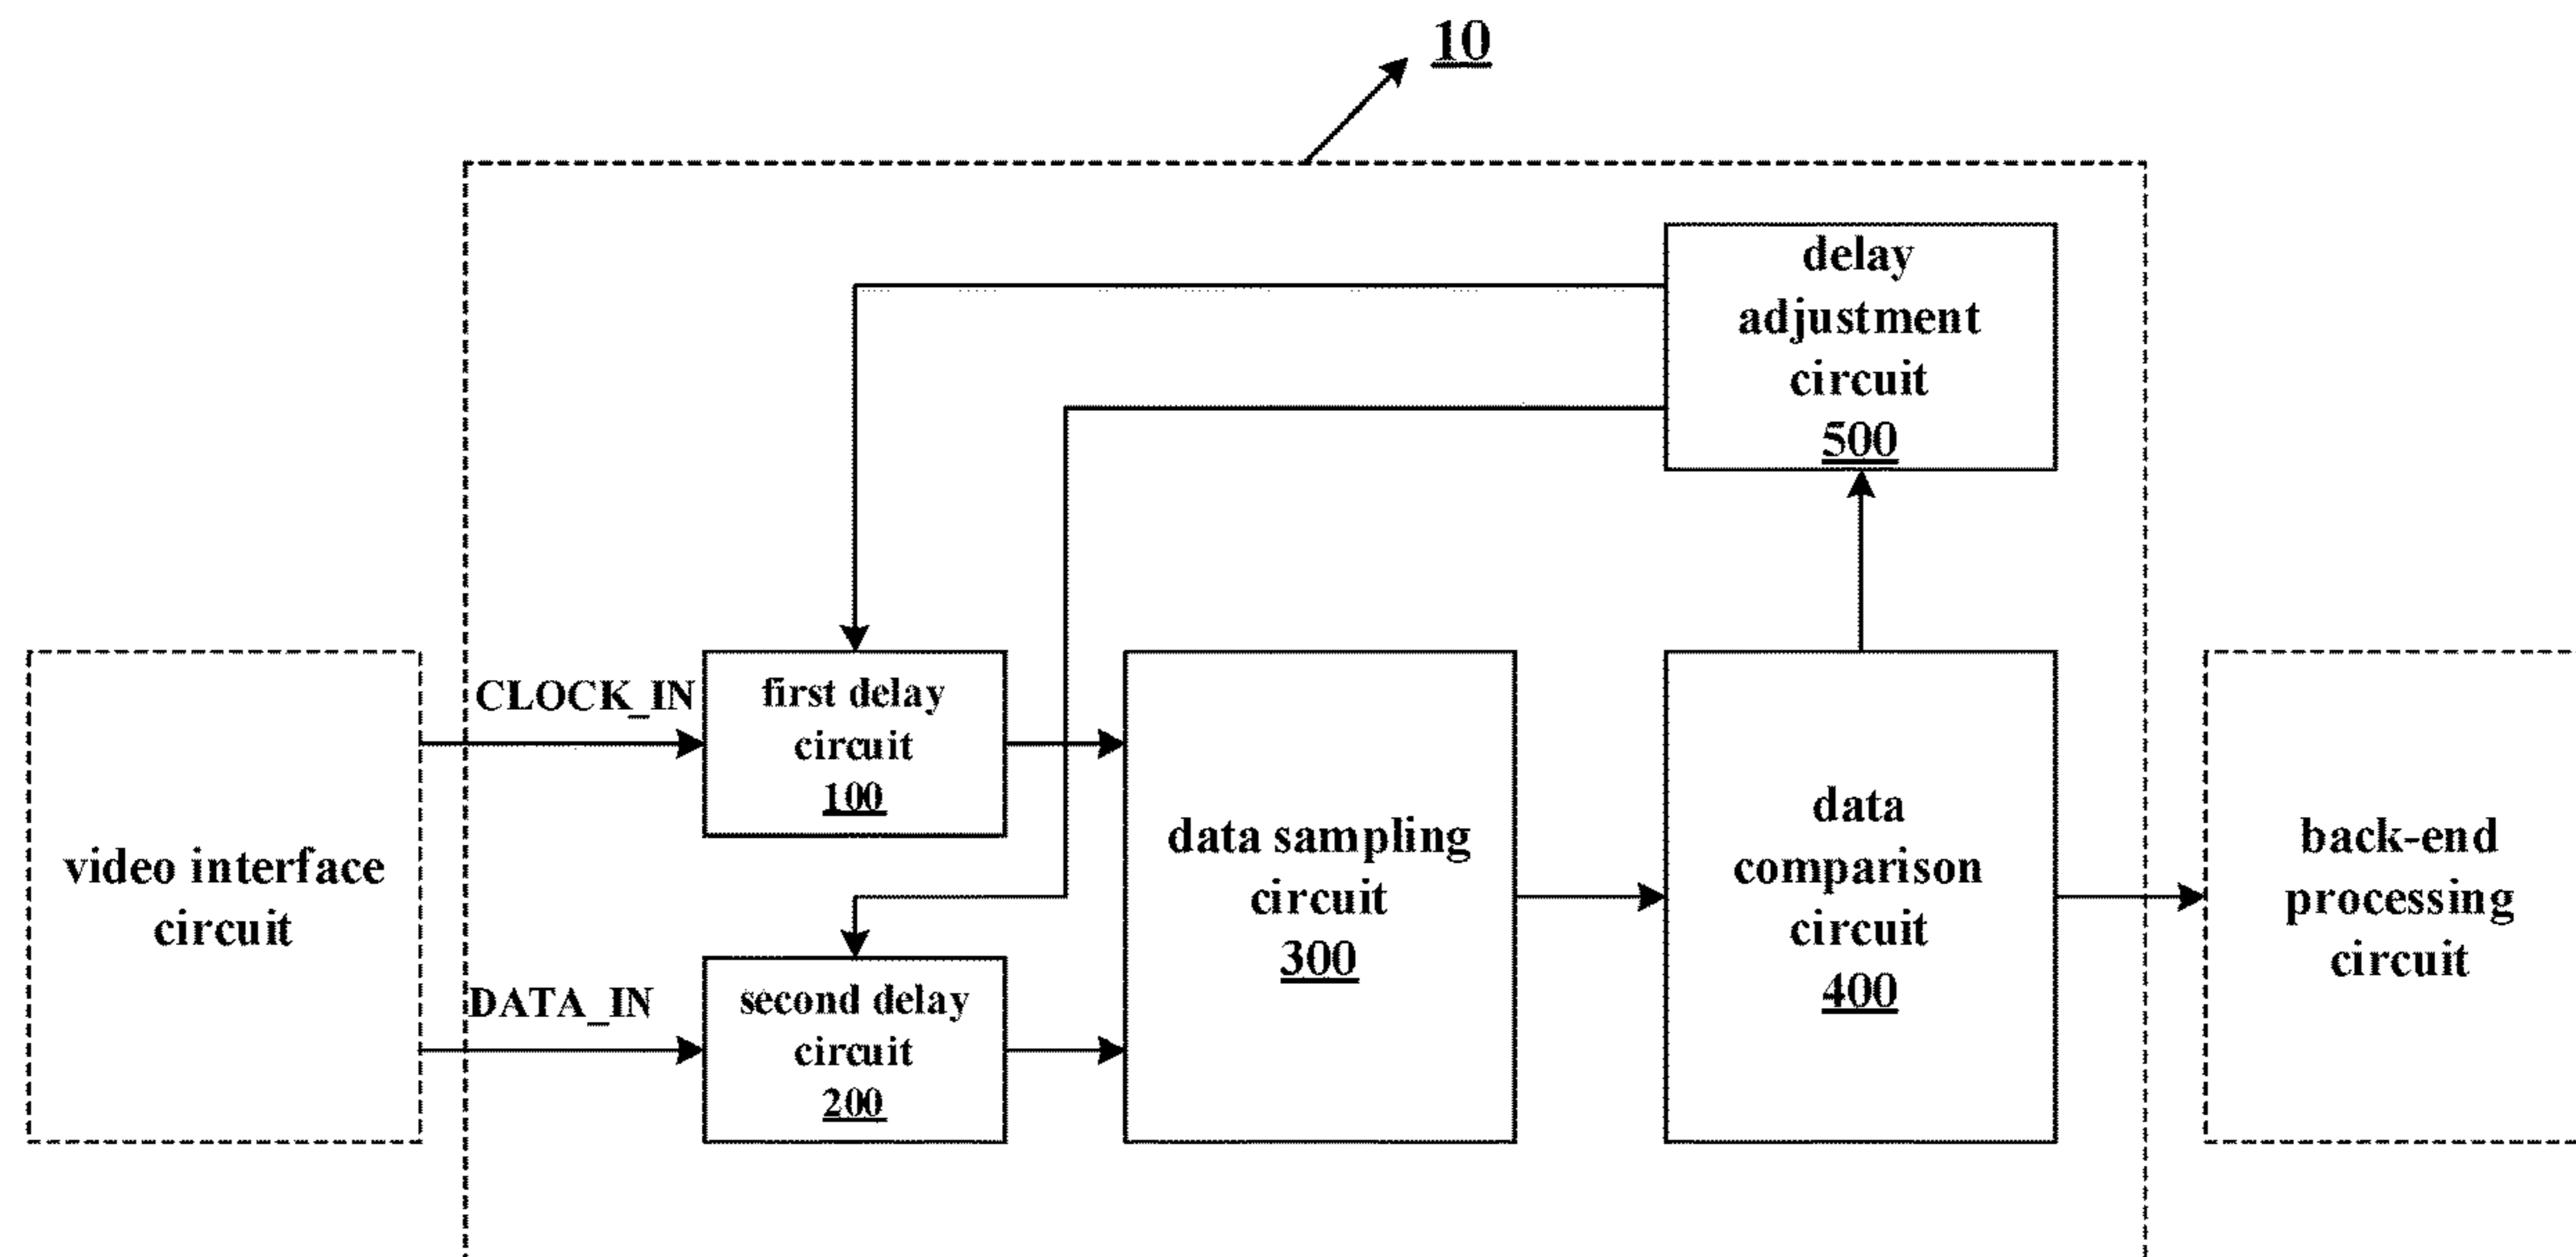 10
delay
adjustment
circuit
500
CLOCK_IN
first delay
circuit
100
video interface
circuit
DATA_IN
second delay
circuit
200
data sampling
circuit
300
data
comparison
circuit
400
back-end
processing
circuit